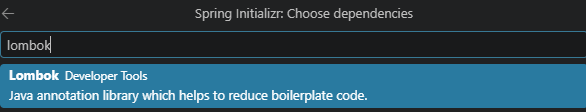 Spring Initializr: Choose dependencies
lombok
Lombok Developer Tools
Java annotation library which helps to reduce boilerplate code.